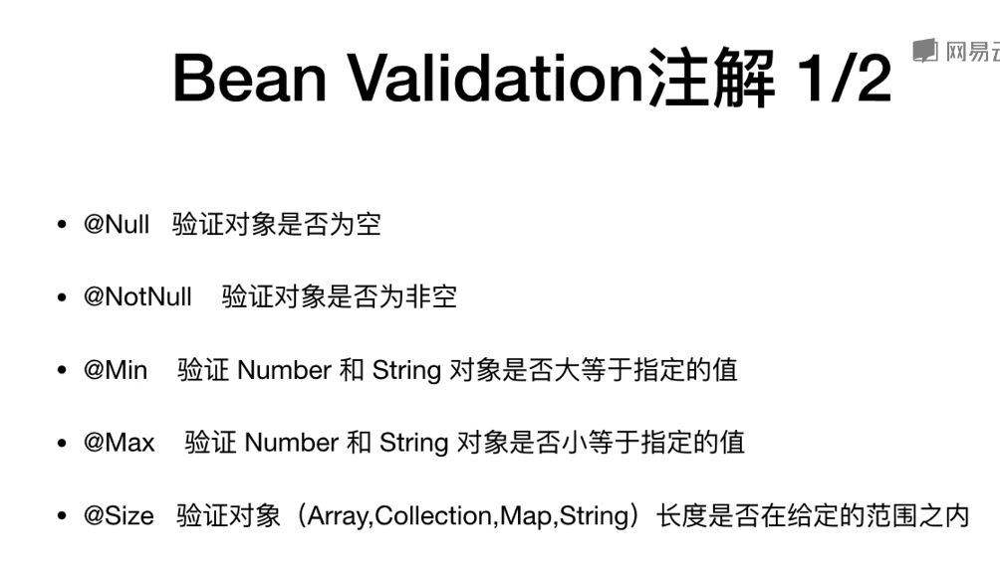 网易云
Bean Validation注解 1/2
• @Null 验证对象是否为空
• @NotNull 验证对象是否为非空
• @Min 验证 Number 和 String 对象是否大等于指定的值
• @Max 验证 Number 和 String 对象是否小等于指定的值
• @Size 验证对象（Array,Collection,Map,String）长度是否在给定的范围之内